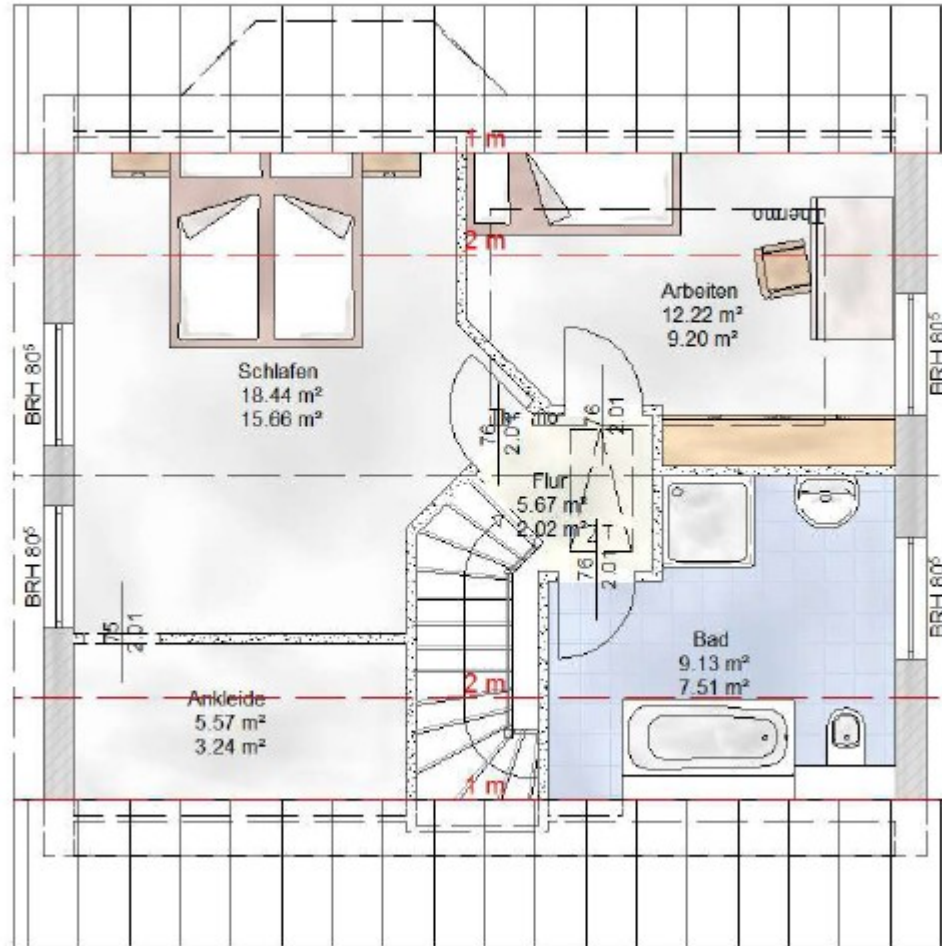 1 m
2 m
Thermo
Arbeiten
12.22 m²
9.20 m²
BRH 80⁵
BRH 80⁵
Schlafen
18.44 m²
15.66 m²
76
2.01
76
2.01
Flur
5.67 m²
2.02 m²
76
2.01
BRH 80⁵
BRH 80⁵
75
2.01
Bad
9.13 m²
7.51 m²
Ankleide
5.57 m²
3.24 m²
2 m
1 m